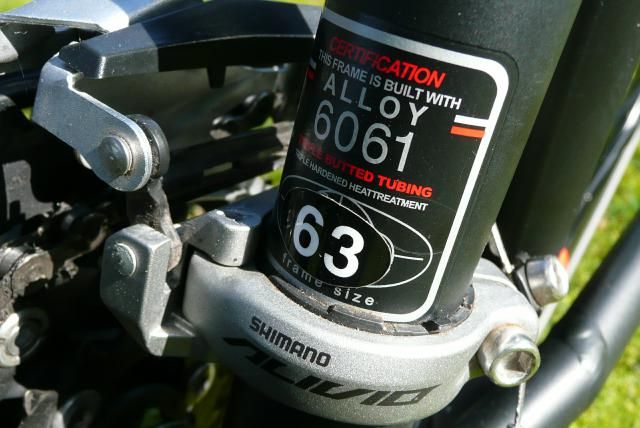 CERTIFICATION
THIS FRAME IS BUILT WITH
ALLOY
6061
BUTTED TUBING
HARDENED HEATTREATMENT
63
frame size
SHIMANO
ALIVIO